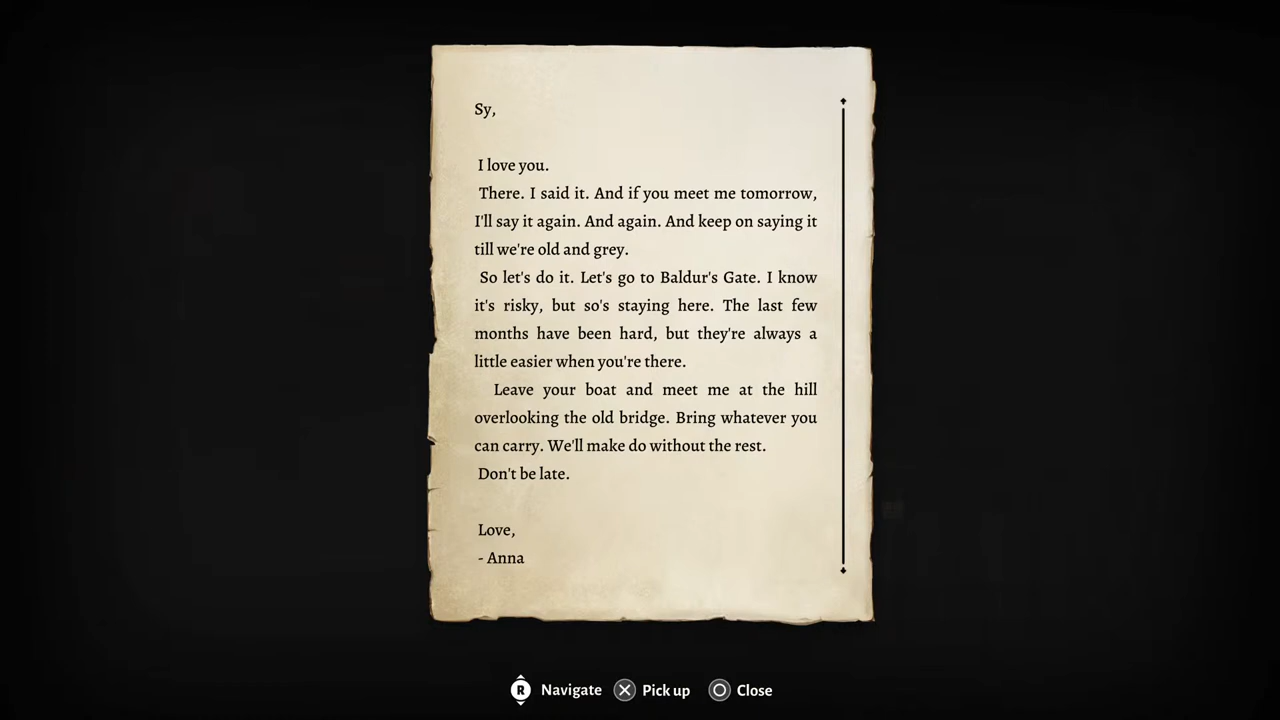 Sy,
I love you.
There. I said it. And if you meet me tomorrow,
I'll say it again. And again. And keep on saying it
till we're old and grey.
So let's do it. Let's go to Baldur's Gate. I know
it's risky, but so's staying here. The last few
months have been hard, but they're always a
little easier when you're there.
Leave your boat and meet me at the hill
overlooking the old bridge. Bring whatever you
can carry. We'll make do without the rest.
Don't be late.
Love,
- Anna
R Navigate Pick up Close